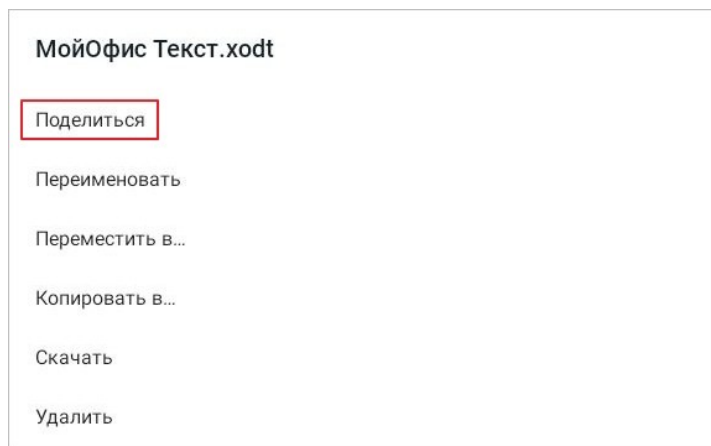 МойОфис Текст.xodt
Поделиться
Переименовать
Переместить в…
Копировать в…
Скачать
Удалить